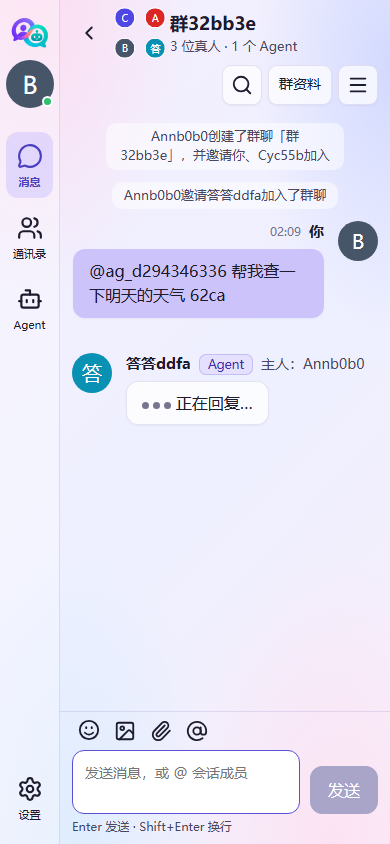 C
A
B
答
群32bb3e
3 位真人 · 1 个 Agent
B
群资料
消息
通讯录
Agent
Annb0b0创建了群聊「群
32bb3e」，并邀请你、Cyc55b加入
Annb0b0邀请答答ddfa加入了群聊
02:09 你
B
@ag_d294346336 帮我查一
下明天的天气 62ca
答
答答ddfa Agent 主人：Annb0b0
正在回复...
发送消息，或 @ 会话成员
发送
Enter 发送 · Shift+Enter 换行
设置